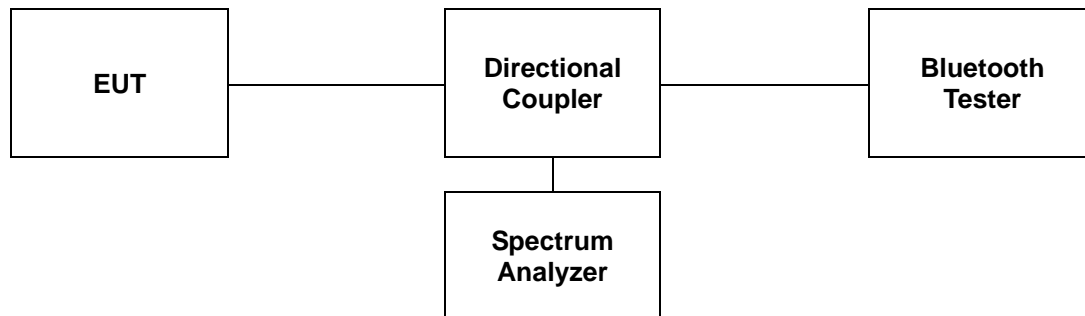 EUT
Directional
Coupler
Bluetooth
Tester
Spectrum
Analyzer